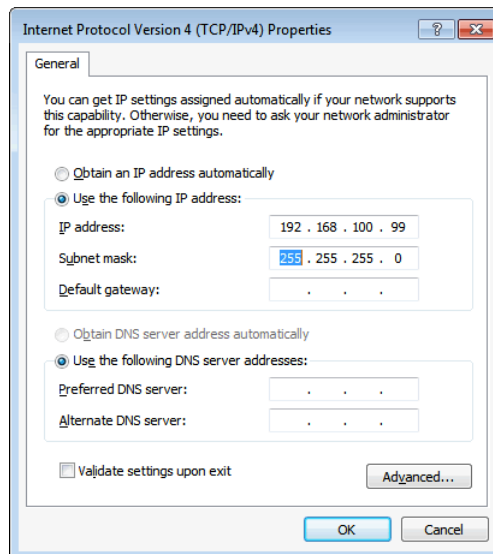 Internet Protocol Version 4 (TCP/IPv4) Properties
General
You can get IP settings assigned automatically if your network supports
this capability. Otherwise, you need to ask your network administrator
for the appropriate IP settings.
Obtain an IP address automatically
Use the following IP address:
IP address: 192 . 168 . 100 . 99
Subnet mask: 255 . 255 . 255 . 0
Default gateway: . . .
Obtain DNS server address automatically
Use the following DNS server addresses:
Preferred DNS server: . . .
Alternate DNS server: . . .
Validate settings upon exit
Advanced...
OK Cancel